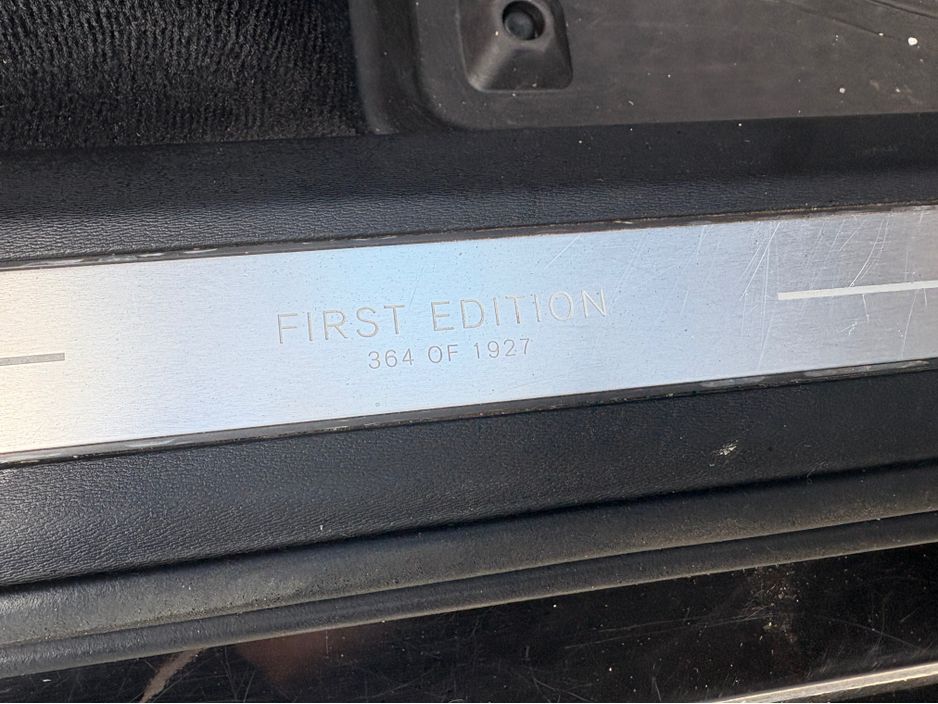 FIRST EDITION
364 OF 1927